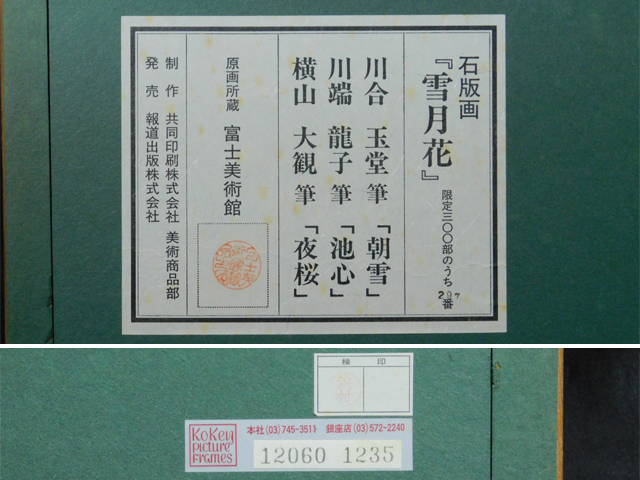 石版画
『雪月花』
限定三〇〇部のうち
番
川合 玉堂 筆 「朝雪」
川端 龍子 筆 「池心」
横山 大観 筆 「夜桜」
原画所蔵 富士美術館
制作 共同印刷株式会社 美術商品部
発売 報道出版株式会社
検 印
KoKen
Picture
Frames
本社(03)745-3511 銀座店(03)572-2240
12060 1235